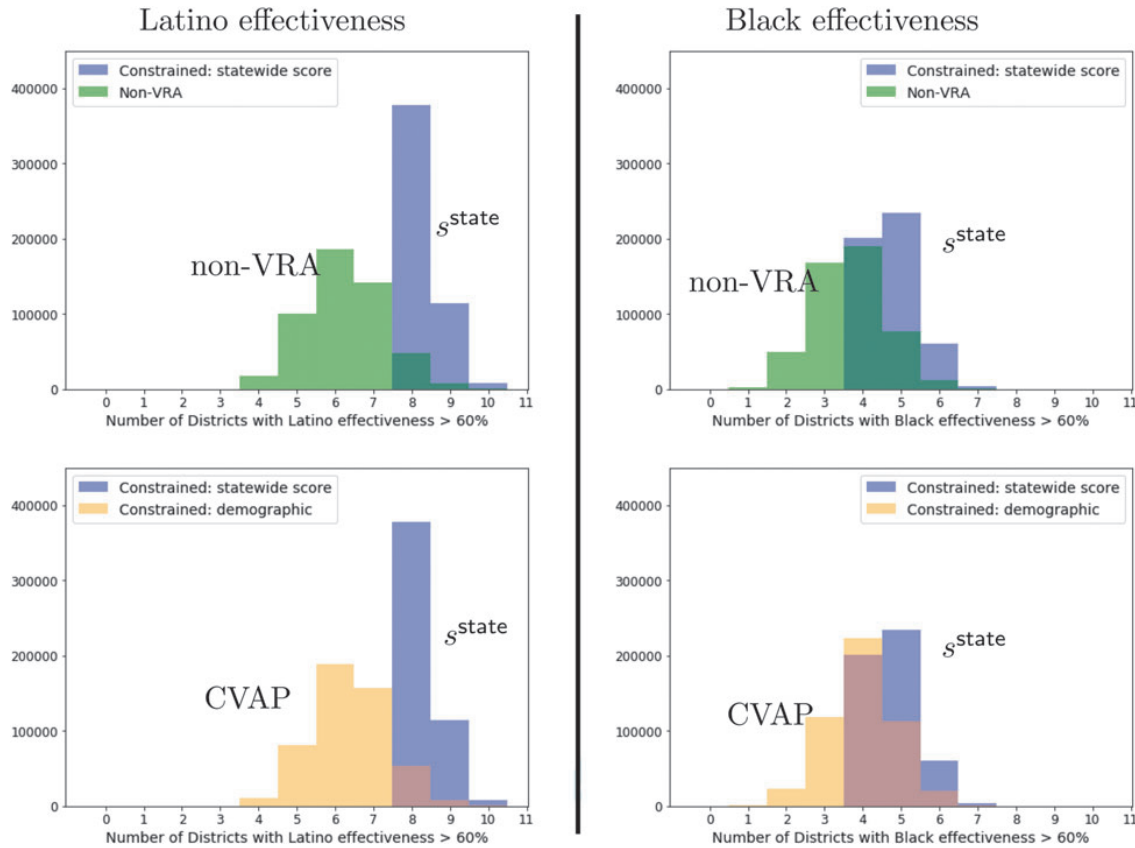 Latino effectiveness
Black effectiveness
Constrained: statewide score
Non-VRA
400000
300000
200000
100000
0
non-VRA
s^state
0 1 2 3 4 5 6 7 8 9 10 11
Number of Districts with Latino effectiveness > 60%
Constrained: statewide score
Non-VRA
400000
300000
200000
100000
0
non-VRA
s^state
0 1 2 3 4 5 6 7 8 9 10 11
Number of Districts with Black effectiveness > 60%
Constrained: statewide score
Constrained: demographic
400000
300000
200000
100000
0
CVAP
s^state
0 1 2 3 4 5 6 7 8 9 10 11
Number of Districts with Latino effectiveness > 60%
Constrained: statewide score
Constrained: demographic
400000
300000
200000
100000
0
CVAP
s^state
0 1 2 3 4 5 6 7 8 9 10 11
Number of Districts with Black effectiveness > 60%